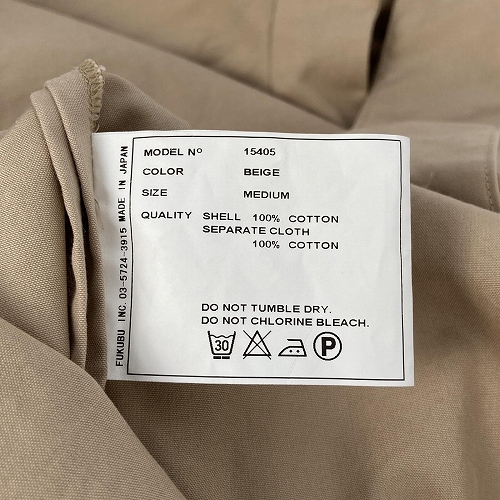 MODEL Nº 15405
COLOR BEIGE
SIZE MEDIUM
QUALITY SHELL 100% COTTON
SEPARATE CLOTH
100% COTTON
DO NOT TUMBLE DRY.
DO NOT CHLORINE BLEACH.
30 P
FUKUBU INC. 03-5724-3915 MADE IN JAPAN